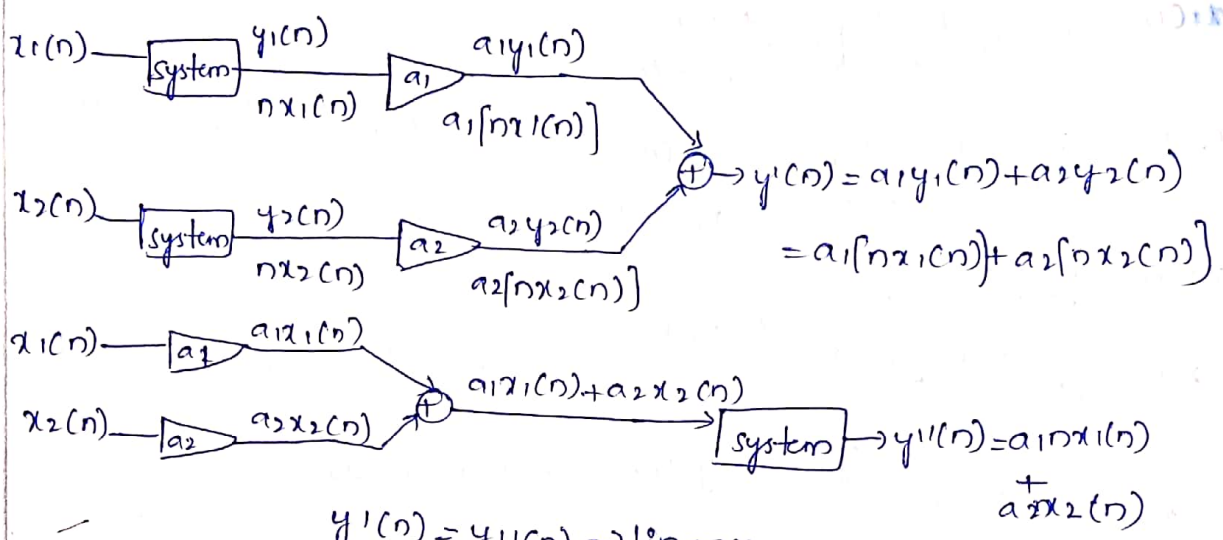 x1(n) system y1(n) a1 a1y1(n)
nx1(n) a1[nx1(n)]
+ → y'(n) = a1y1(n)+a2y2(n)
x2(n) system y2(n) a2 a2y2(n)
= a1[nx1(n)]+a2[nx2(n)]
nx2(n) a2[nx2(n)]
x1(n) a1 a1x1(n)
+ a1x1(n)+a2x2(n)
x2(n) a2 a2x2(n)
system → y''(n)=a1nx1(n)
+
a2nx2(n)
y'(n) = y''(n)